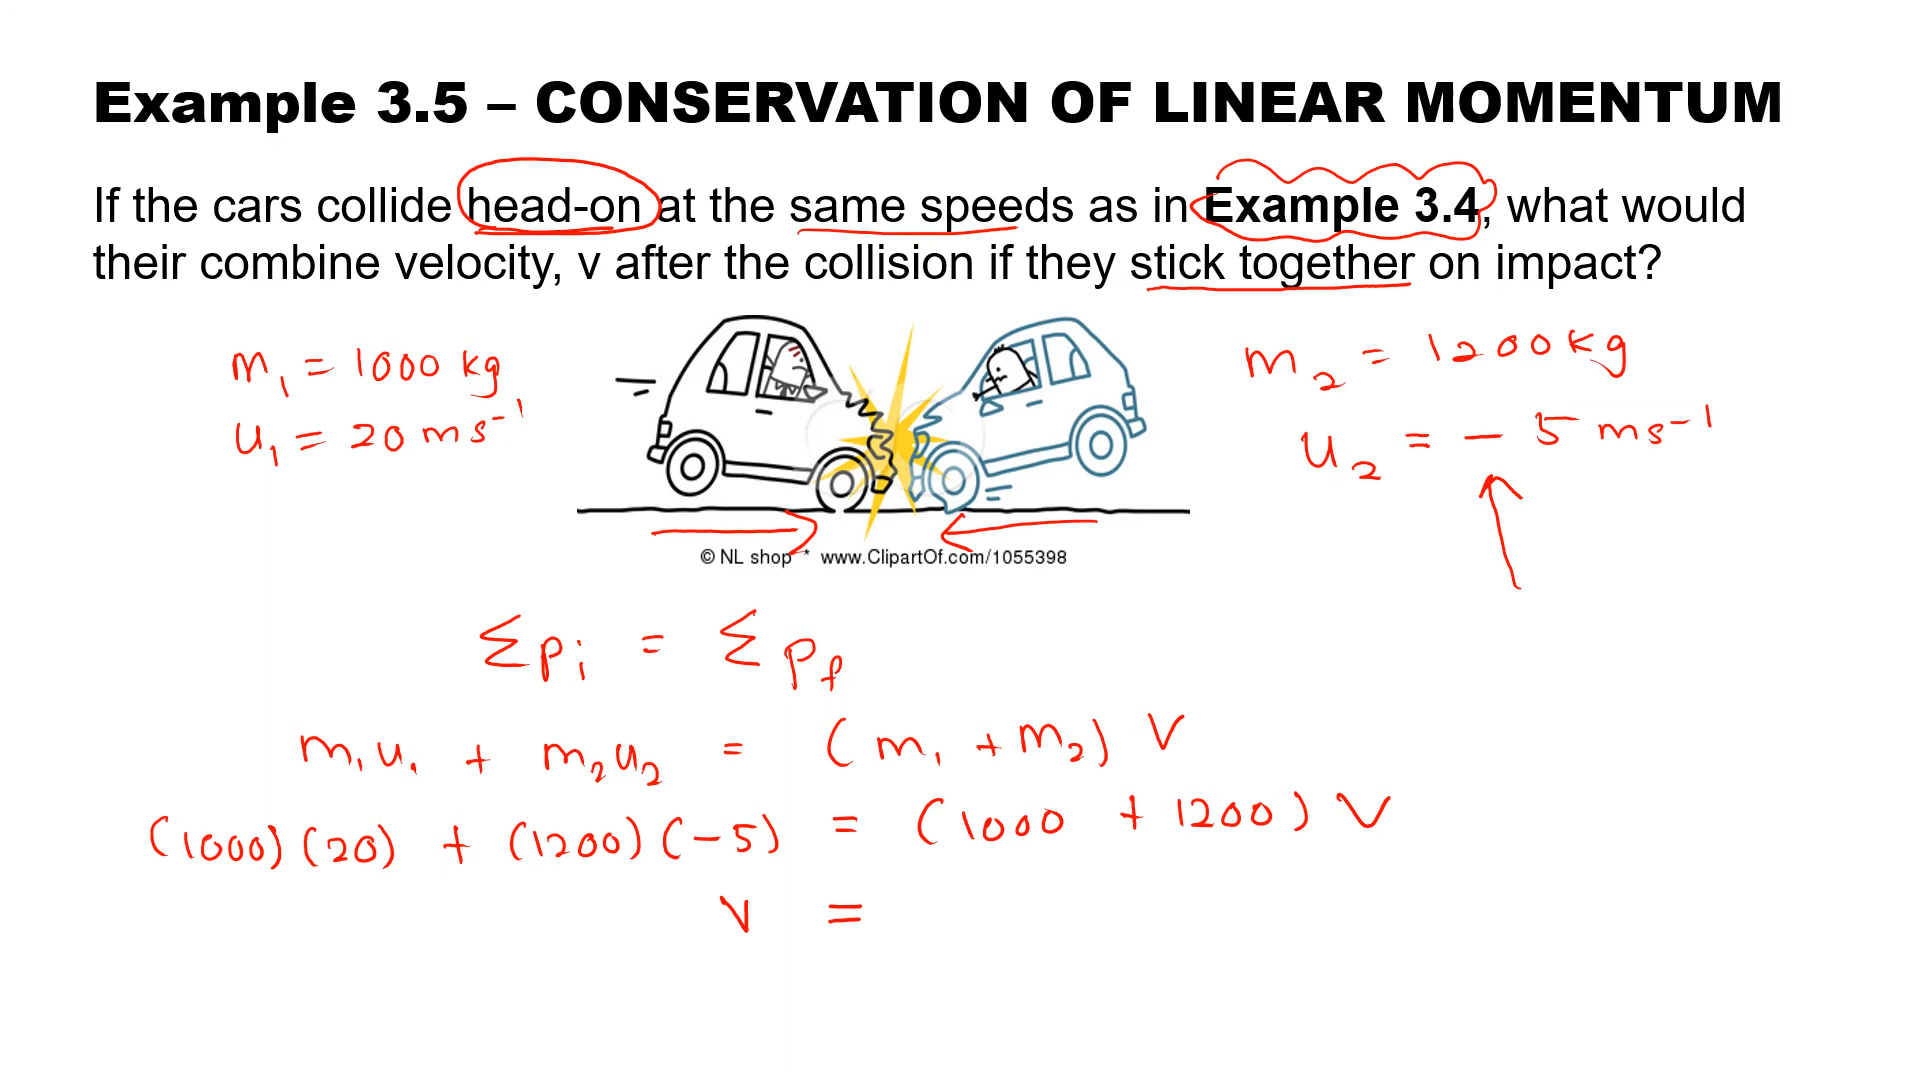 Example 3.5 – CONSERVATION OF LINEAR MOMENTUM
If the cars collide head-on at the same speeds as in Example 3.4, what would
their combine velocity, v after the collision if they stick together on impact?
m₁ = 1000 kg
u₁ = 20 ms⁻¹
m₂ = 1200 kg
u₂ = - 5 ms⁻¹
© NL shop * www.ClipartOf.com/1055398
Σpi = Σpf
m₁u₁ + m₂u₂ = (m₁ + m₂) v
(1000)(20) + (1200)(-5) = (1000 + 1200) v
v =